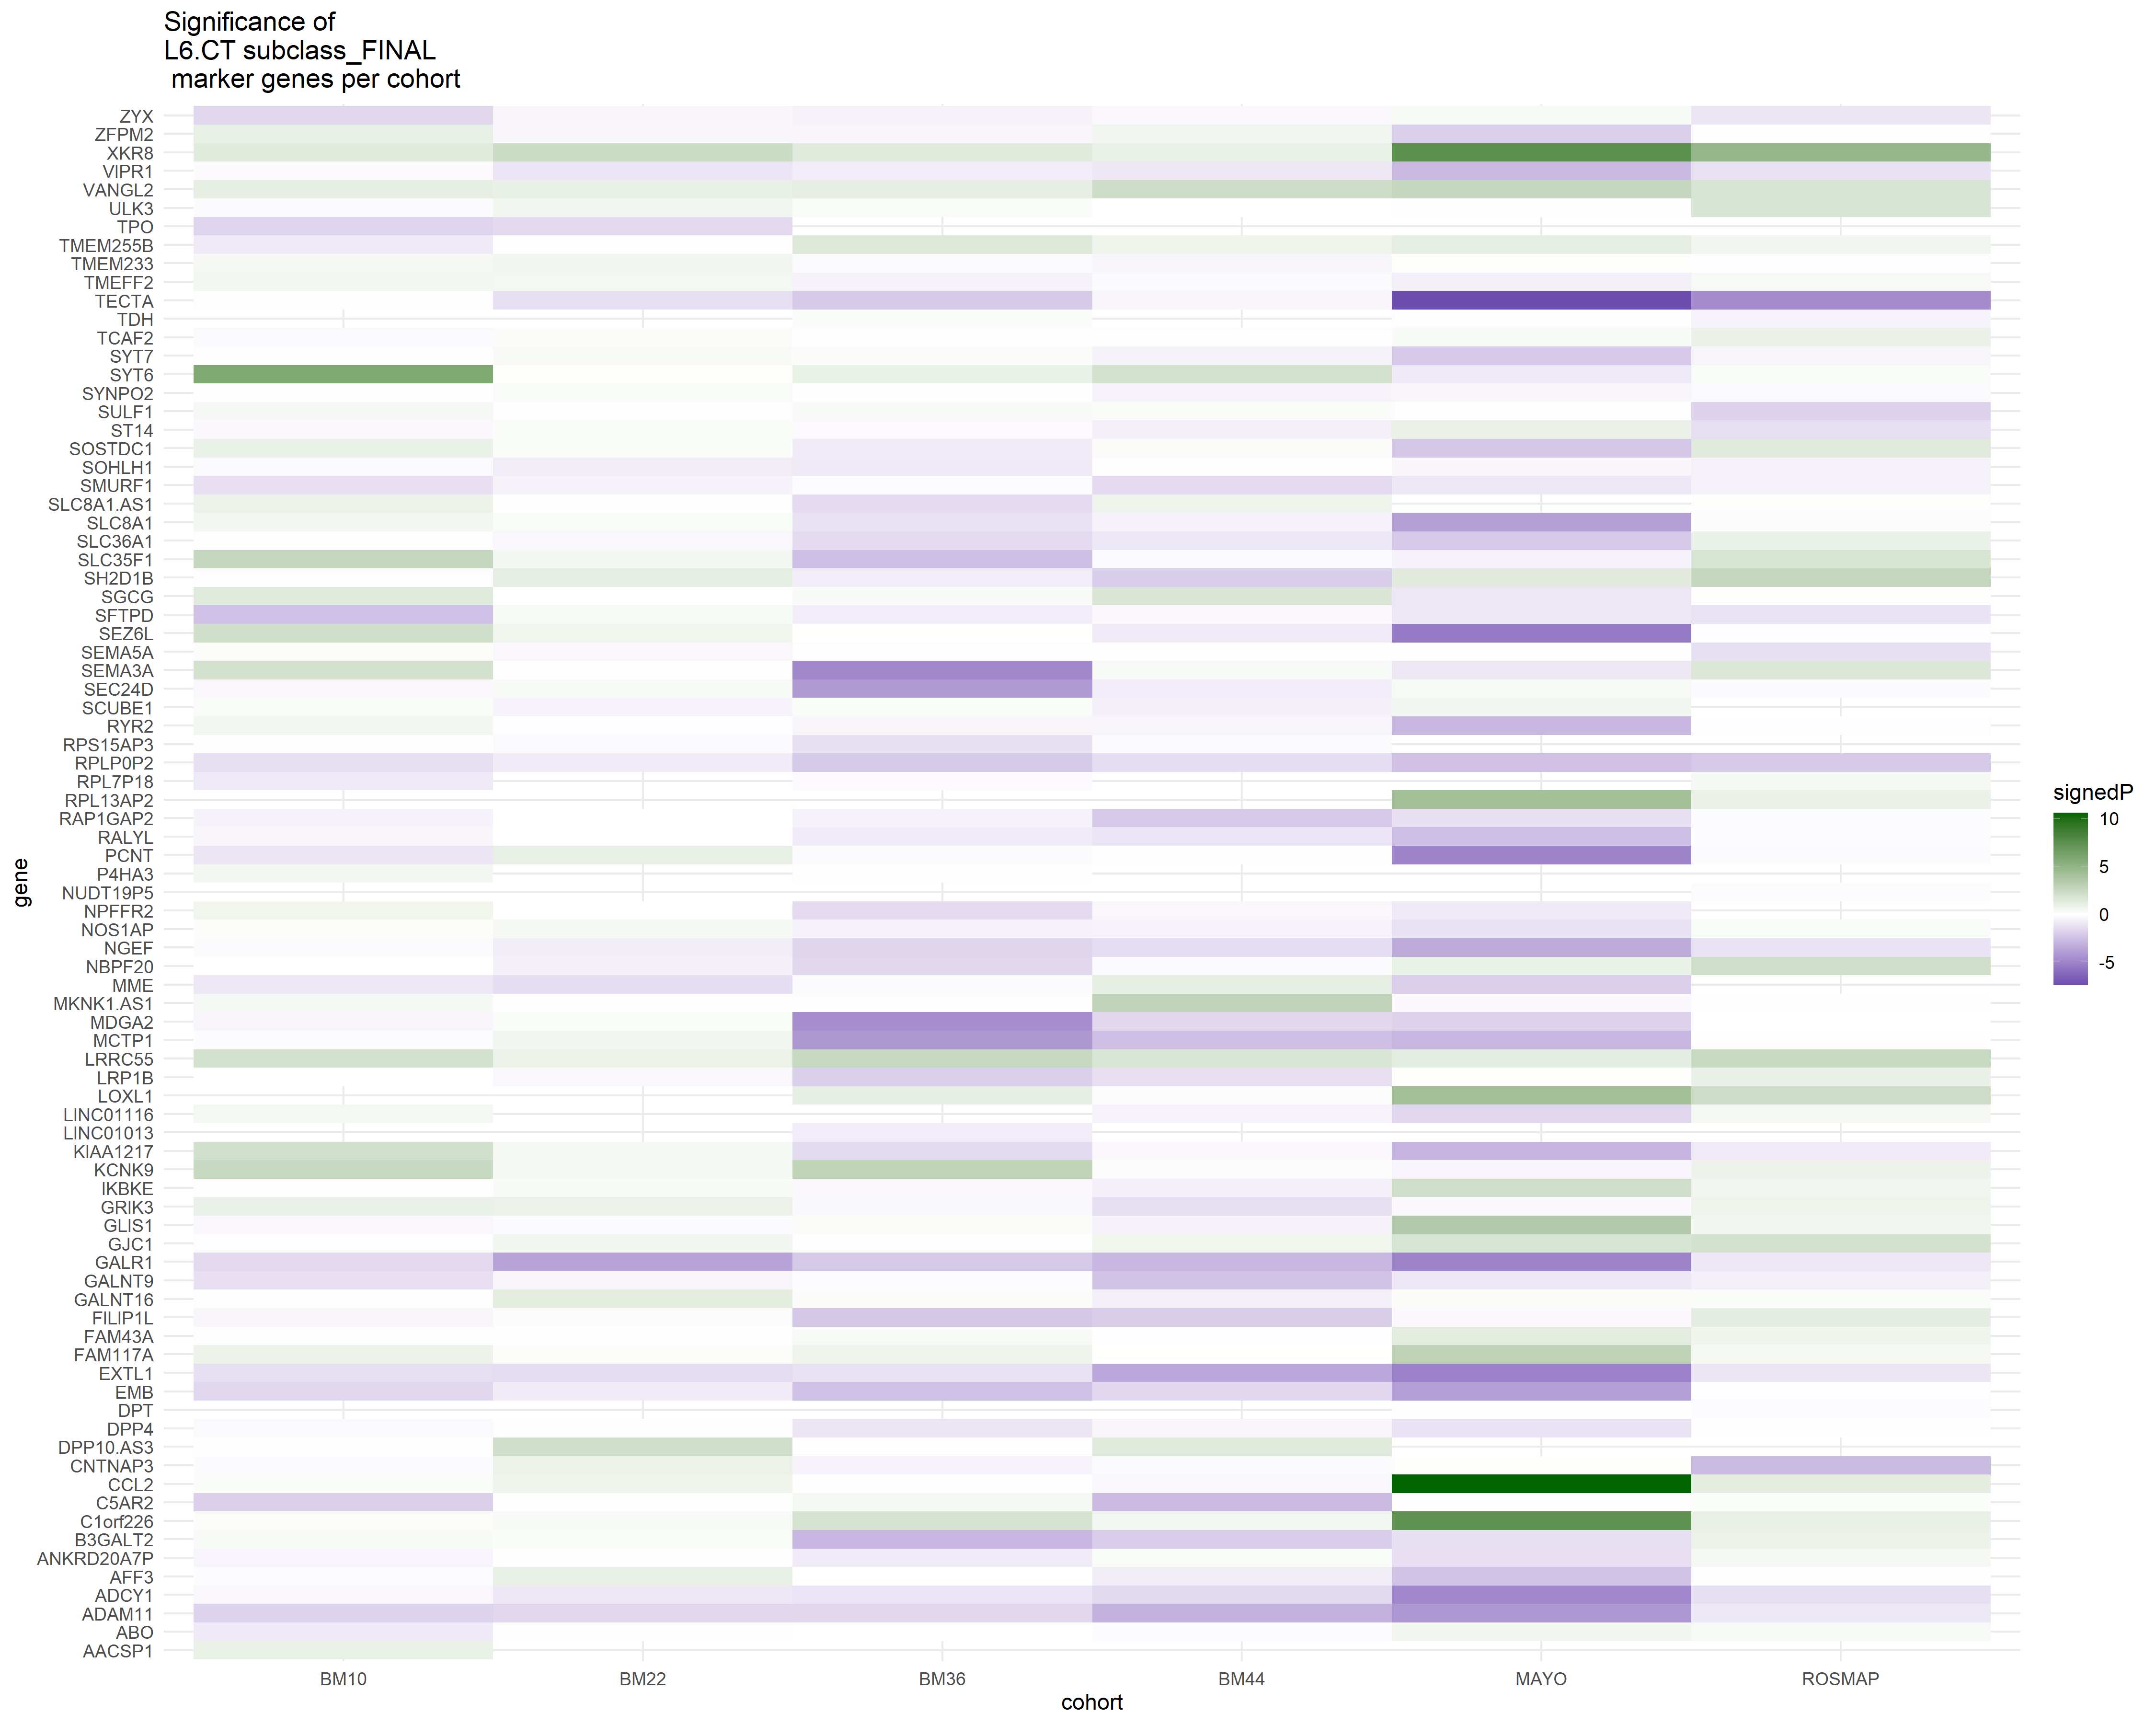 Significance of
L6.CT subclass_FINAL
marker genes per cohort
gene
ZYX
ZFPM2
XKR8
VIPR1
VANGL2
ULK3
TPO
TMEM255B
TMEM233
TMEFF2
TECTA
TDH
TCAF2
SYT7
SYT6
SYNPO2
SULF1
ST14
SOSTDC1
SOHLH1
SMURF1
SLC8A1.AS1
SLC8A1
SLC36A1
SLC35F1
SH2D1B
SGCG
SFTPD
SEZ6L
SEMA5A
SEMA3A
SEC24D
SCUBE1
RYR2
RPS15AP3
RPLP0P2
RPL7P18
RPL13AP2
RAP1GAP2
RALYL
PCNT
P4HA3
NUDT19P5
NPFFR2
NOS1AP
NGEF
NBPF20
MME
MKNK1.AS1
MDGA2
MCTP1
LRRC55
LRP1B
LOXL1
LINC01116
LINC01013
KIAA1217
KCNK9
IKBKE
GRIK3
GLIS1
GJC1
GALR1
GALNT9
GALNT16
FILIP1L
FAM43A
FAM117A
EXTL1
EMB
DPT
DPP4
DPP10.AS3
CNTNAP3
CCL2
C5AR2
C1orf226
B3GALT2
ANKRD20A7P
AFF3
ADCY1
ADAM11
ABO
AACSP1
BM10 BM22 BM36 BM44 MAYO ROSMAP
cohort
signedP
10
5
0
-5